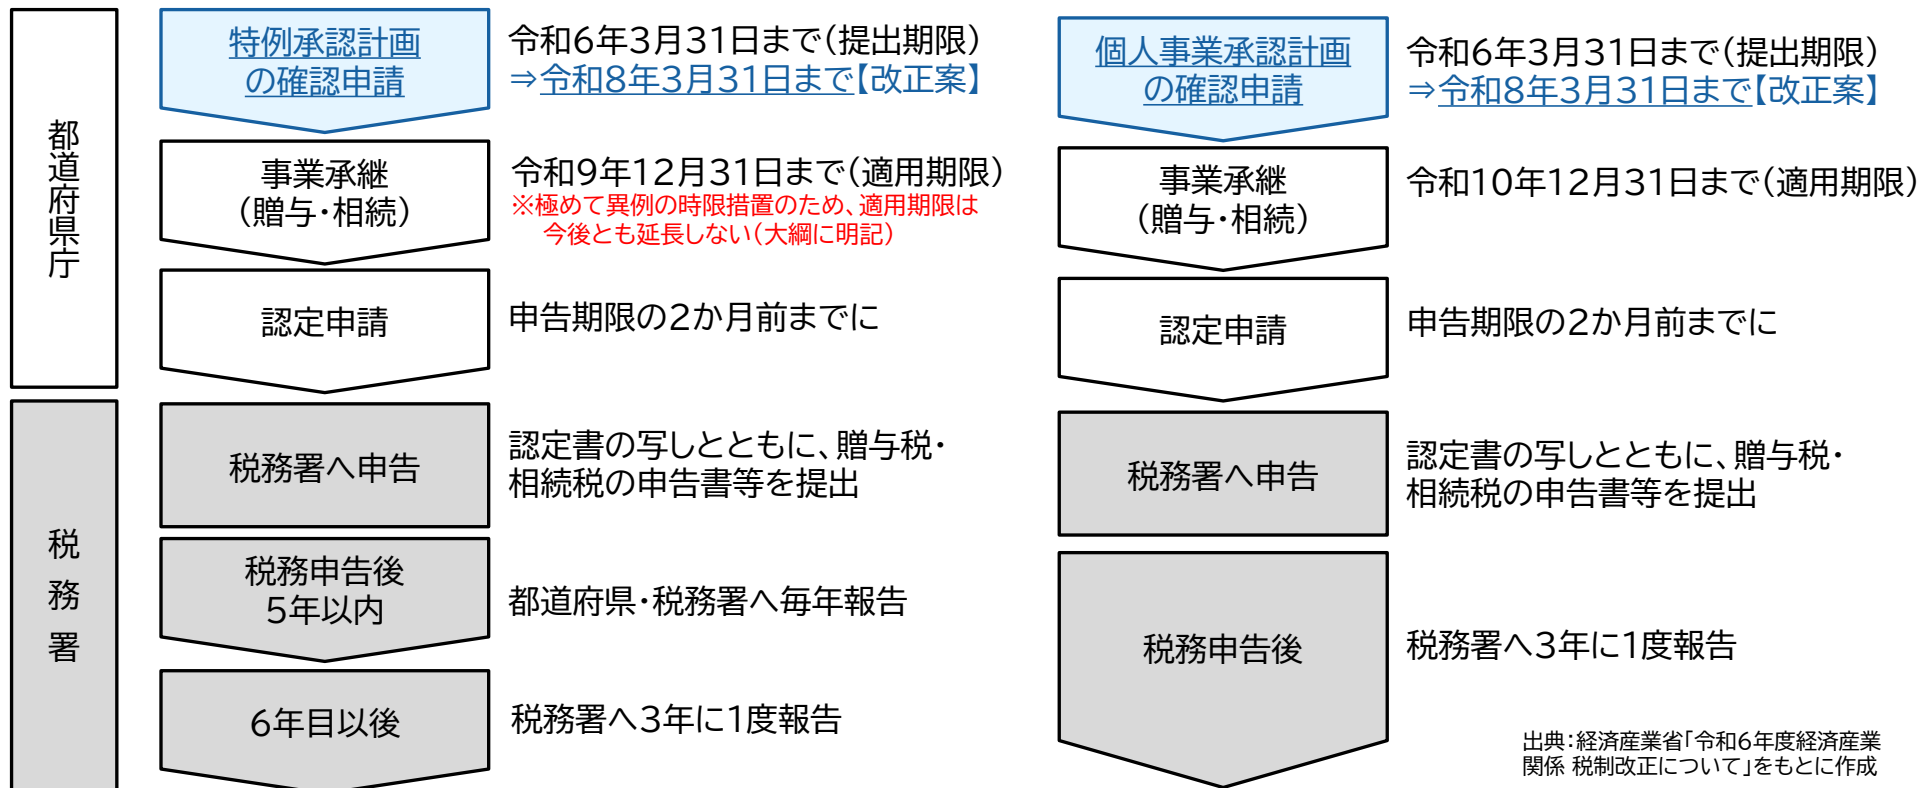 都道府県庁
特例承認計画
の確認申請
令和6年3月31日まで(提出期限)
⇒令和8年3月31日まで【改正案】
事業承継
(贈与・相続)
令和9年12月31日まで(適用期限)
※極めて異例の時限措置のため、適用期限は
今後とも延長しない(大綱に明記)
認定申請
申告期限の2か月前までに
税務署
税務署へ申告
認定書の写しとともに、贈与税・
相続税の申告書等を提出
税務申告後
5年以内
都道府県・税務署へ毎年報告
6年目以後
税務署へ3年に1度報告
個人事業承認計画
の確認申請
令和6年3月31日まで(提出期限)
⇒令和8年3月31日まで【改正案】
事業承継
(贈与・相続)
令和10年12月31日まで(適用期限)
認定申請
申告期限の2か月前までに
税務署へ申告
認定書の写しとともに、贈与税・
相続税の申告書等を提出
税務申告後
税務署へ3年に1度報告
出典:経済産業省「令和6年度経済産業
関係 税制改正について」をもとに作成